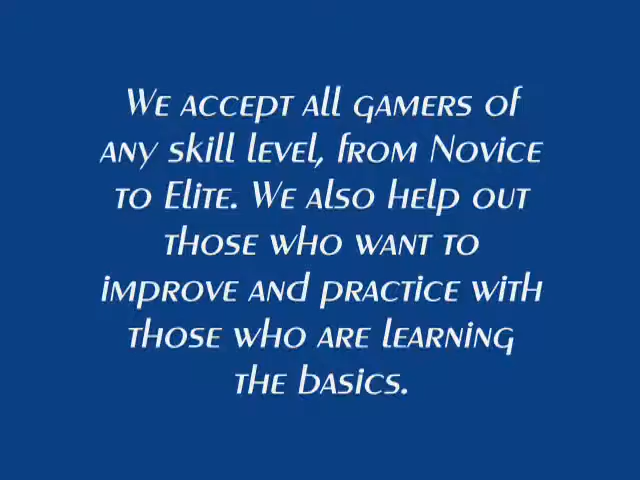 We accept all gamers of
any skill level, from Novice
to Elite. We also help out
those who want to
improve and practice with
those who are learning
the basics.